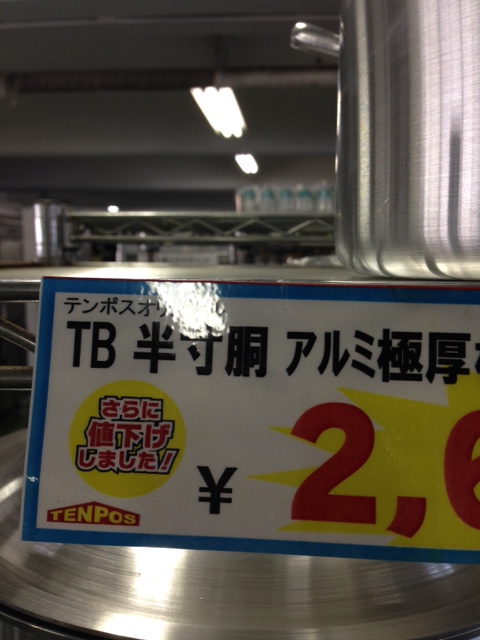 テンポスオリ
TB 半寸胴 アルミ極厚
さらに
値下げ
しました!
¥ 2,6
TENPOS